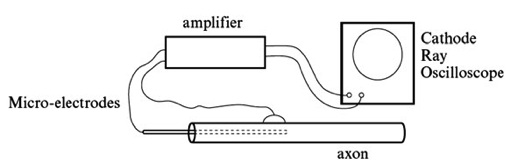 amplifier
Cathode
Ray
Oscilloscope
Micro-electrodes
axon